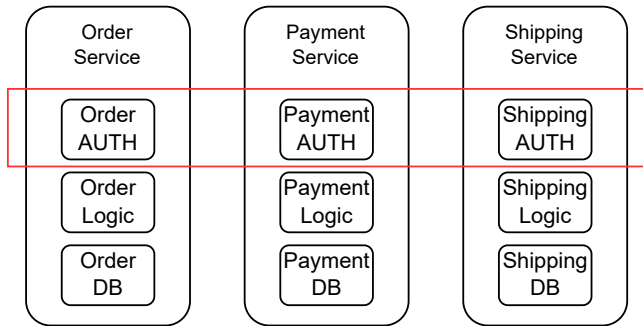 Order
Service
Payment
Service
Shipping
Service
Order
AUTH
Payment
AUTH
Shipping
AUTH
Order
Logic
Payment
Logic
Shipping
Logic
Order
DB
Payment
DB
Shipping
DB